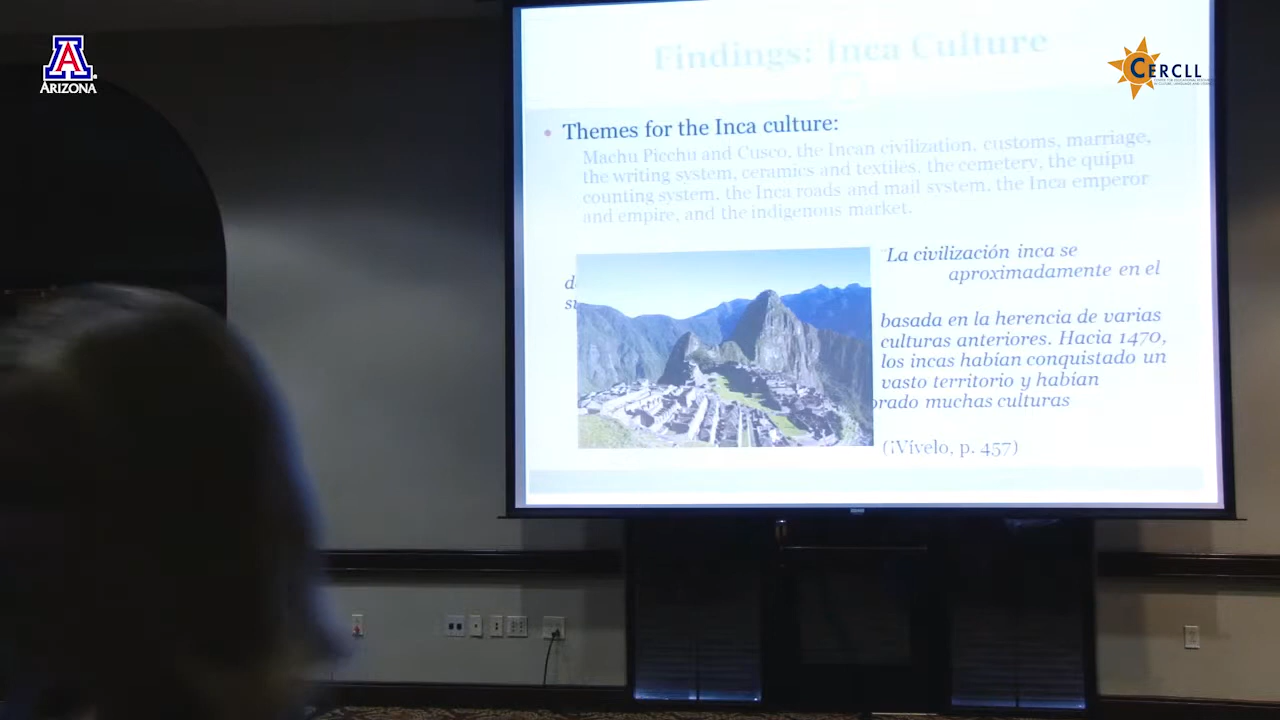 ARIZONA
CERCLL
Findings: Inca Culture
Themes for the Inca culture:
Machu Picchu and Cusco, the Incan civilization, customs, marriage,
the writing system, ceramics and textiles, the cemetery, the quipu
counting system, the Inca roads and mail system, the Inca emperor
and empire, and the indigenous market.
"La civilización inca se
aproximadamente en el
basada en la herencia de varias
culturas anteriores. Hacia 1470,
los incas habían conquistado un
vasto territorio y habían
muchas culturas
(¡Vívelo, p. 457)